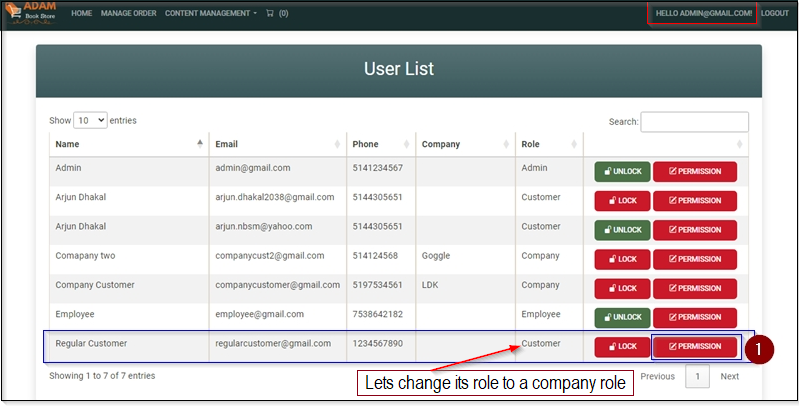 ADAM
Book Store
HOME MANAGE ORDER CONTENT MANAGEMENT (0) HELLO ADMIN@GMAIL.COM! LOGOUT
User List
Show 10 entries Search:
Name Email Phone Company Role
Admin admin@gmail.com 5141234567 Admin UNLOCK PERMISSION
Arjun Dhakal arjun.dhakal2038@gmail.com 5144305651 Customer LOCK PERMISSION
Arjun Dhakal arjun.nbsm@yahoo.com 5144305651 Customer UNLOCK PERMISSION
Comapany two companycust2@gmail.com 514124568 Goggle Company LOCK PERMISSION
Company Customer companycustomer@gmail.com 5197534561 LDK Company LOCK PERMISSION
Employee employee@gmail.com 7538642182 Employee UNLOCK PERMISSION
Regular Customer regularcustomer@gmail.com 1234567890 Customer LOCK PERMISSION 1
Showing 1 to 7 of 7 entries Previous 1 Next
Lets change its role to a company role